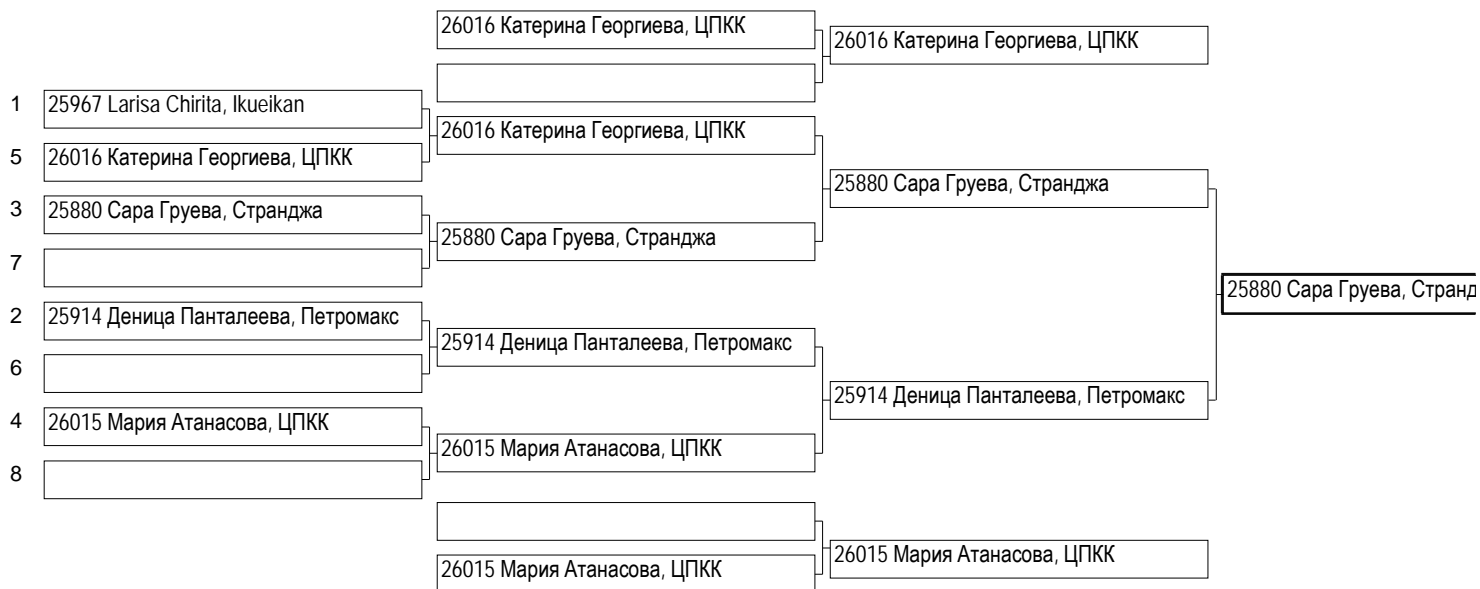 26016 Катерина Георгиева, ЦПКК
26016 Катерина Георгиева, ЦПКК
1 25967 Larisa Chirita, Ikueikan
26016 Катерина Георгиева, ЦПКК
5 26016 Катерина Георгиева, ЦПКК
25880 Сара Груева, Странджа
3 25880 Сара Груева, Странджа
25880 Сара Груева, Странджа
7
25880 Сара Груева, Странд
2 25914 Деница Панталеева, Петромакс
25914 Деница Панталеева, Петромакс
6
25914 Деница Панталеева, Петромакс
4 26015 Мария Атанасова, ЦПКК
26015 Мария Атанасова, ЦПКК
8
26015 Мария Атанасова, ЦПКК
26015 Мария Атанасова, ЦПКК